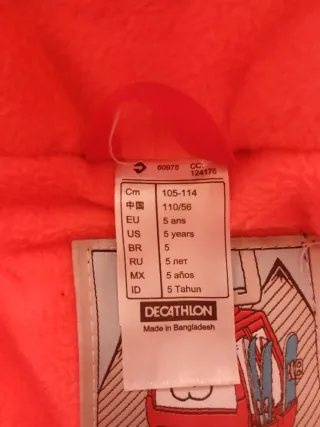 60975 CC:
124176
Cm 105-114
中国 110/56
EU 5 ans
US 5 years
BR 5
RU 5 лет
MX 5 años
ID 5 Tahun
DECATHLON
Made in Bangladesh